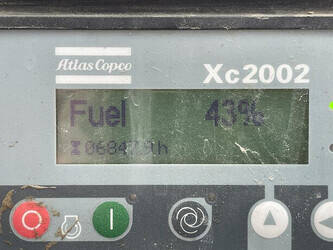 Atlas Copco
Xc2002
Fuel 43%